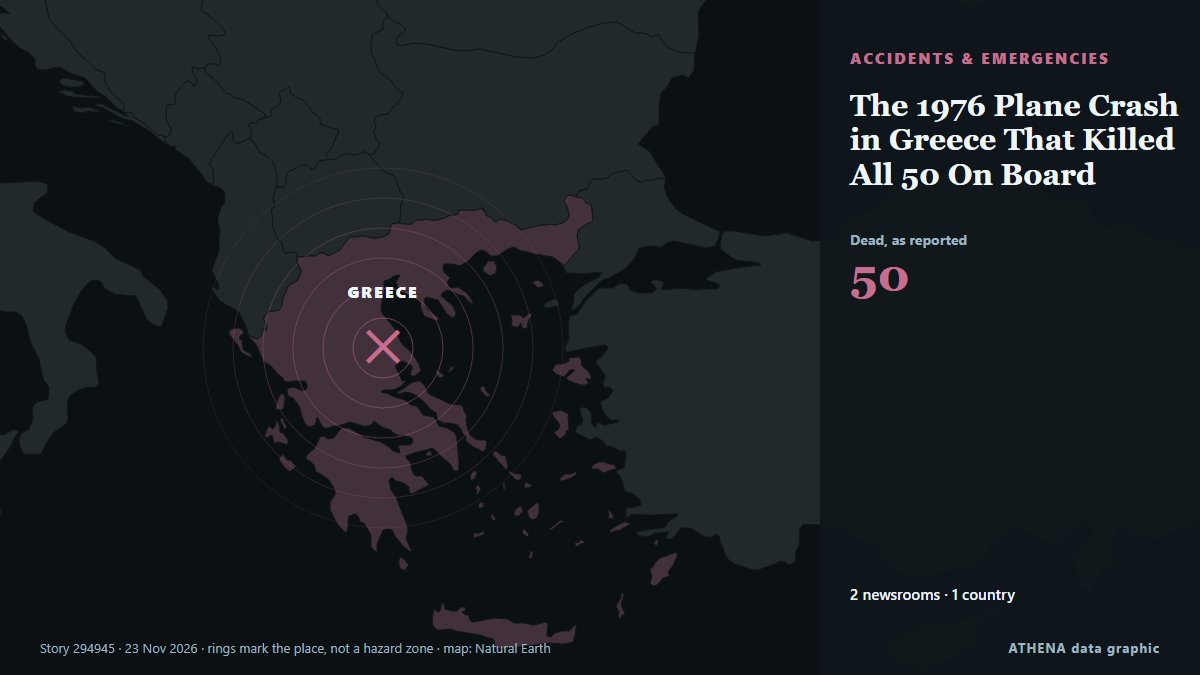 ACCIDENTS & EMERGENCIES
The 1976 Plane Crash
in Greece That Killed
All 50 On Board
Dead, as reported
50
GREECE
2 newsrooms · 1 country
Story 294945 · 23 Nov 2026 · rings mark the place, not a hazard zone · map: Natural Earth
ATHENA data graphic